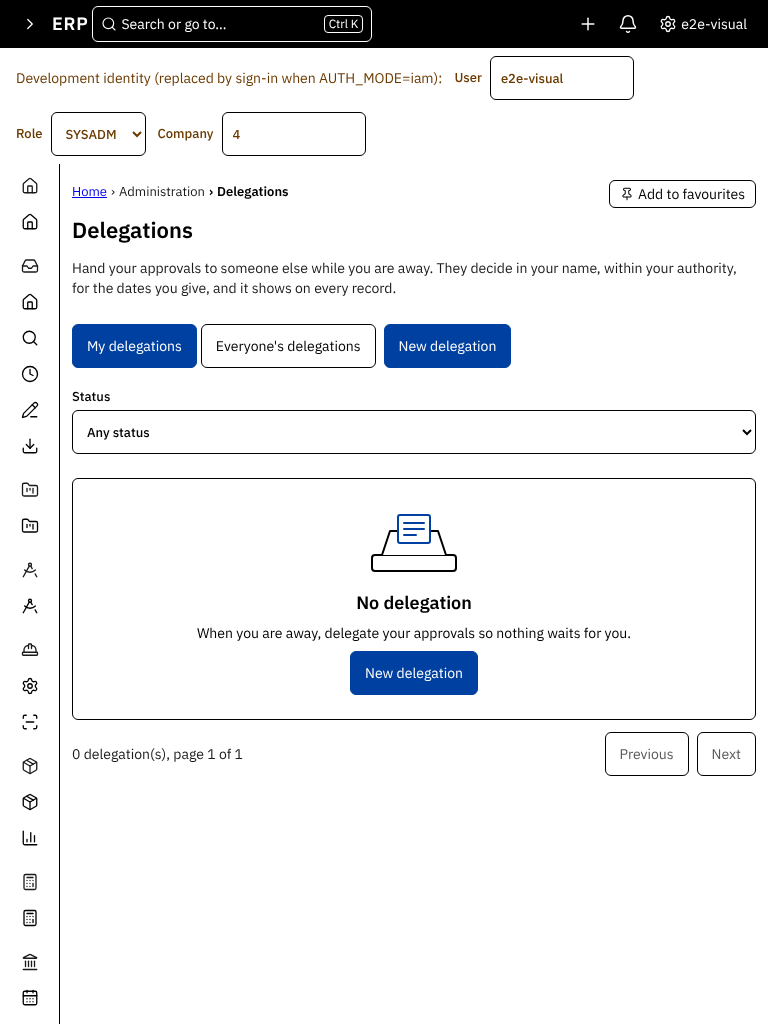 ERP
Search or go to...
Ctrl K
e2e-visual
Development identity (replaced by sign-in when AUTH_MODE=iam): User e2e-visual
Role SYSADM Company 4
Home › Administration › Delegations
Add to favourites
Delegations
Hand your approvals to someone else while you are away. They decide in your name, within your authority,
for the dates you give, and it shows on every record.
My delegations
Everyone's delegations
New delegation
Status
Any status
No delegation
When you are away, delegate your approvals so nothing waits for you.
New delegation
0 delegation(s), page 1 of 1
Previous
Next